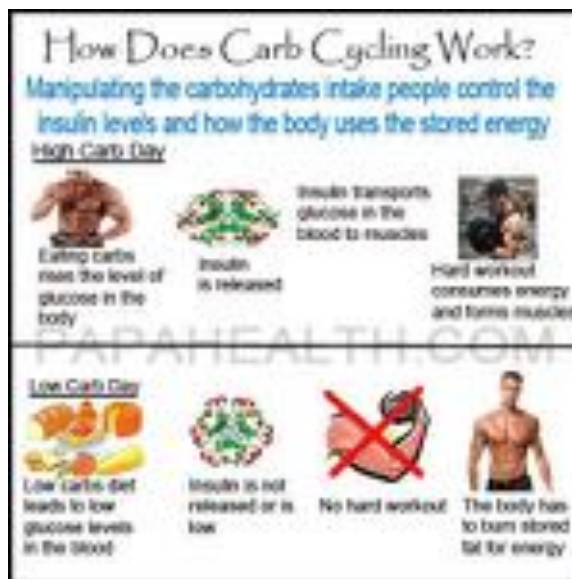 How Does Carb Cycling Work?
Manipulating the carbohydrates intake people control the
insulin levels and how the body uses the stored energy
High Carb Day
Eating carbs
rises the level of
glucose in the
body
Insulin
is released
Insulin transports
glucose in the
blood to muscles
Hard workout
consumes energy
and forms muscles
PAPAHEALTH.COM
Low Carb Day
Low carbs diet
leads to low
glucose levels
in the blood
Insulin is not
released or is
low
No hard workout
The body has
to burn stored
fat for energy